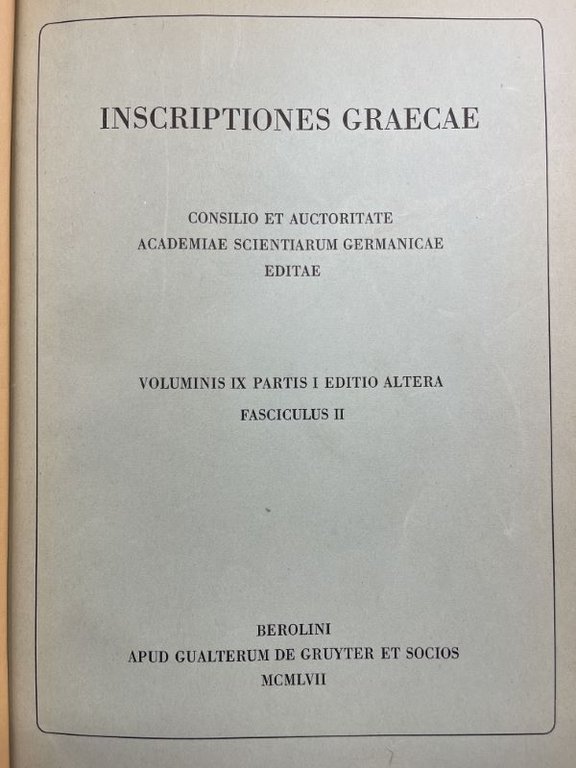 INSCRIPTIONES GRAECAE
CONSILIO ET AUCTORITATE
ACADEMIAE SCIENTIARUM GERMANICAE
EDITAE
VOLUMINIS IX PARTIS I EDITIO ALTERA
FASCICULUS II
BEROLINI
APUD GUALTERUM DE GRUYTER ET SOCIOS
MCMLVII